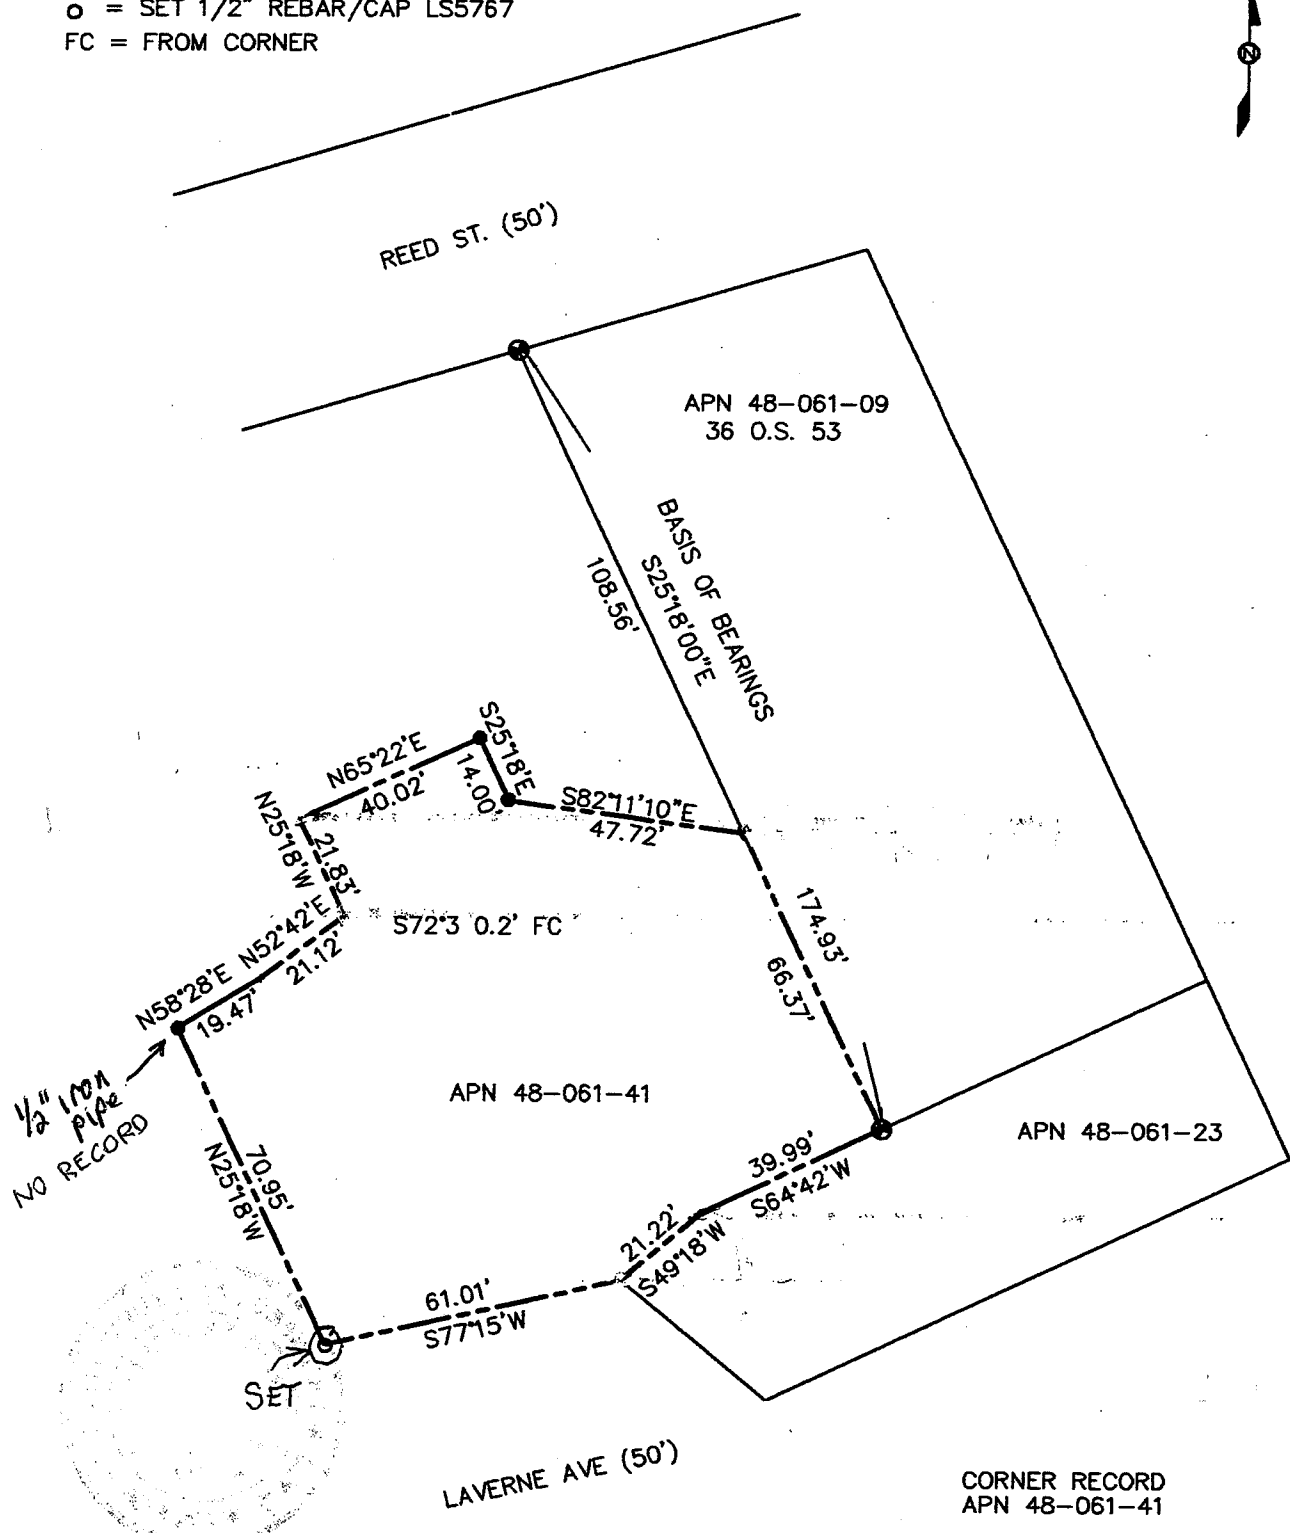 o = SET 1/2" REBAR/CAP LS5767
FC = FROM CORNER
N
REED ST. (50')
APN 48-061-09
36 O.S. 53
BASIS OF BEARINGS
S25°18'00"E
108.56'
S25°18'E
14.00'
N65°22'E
40.02'
S82°11'10"E
47.72'
N25°18'W
21.83'
174.93'
66.37'
N52°42'E
21.12'
S72°3 0.2' FC
N58°28'E
19.47'
1/2" iron
pipe
NO RECORD
APN 48-061-41
APN 48-061-23
70.95'
N25°18'W
39.99'
S64°42'W
21.22'
S49°18'W
61.01'
S77°15'W
SET
LAVERNE AVE (50')
CORNER RECORD
APN 48-061-41